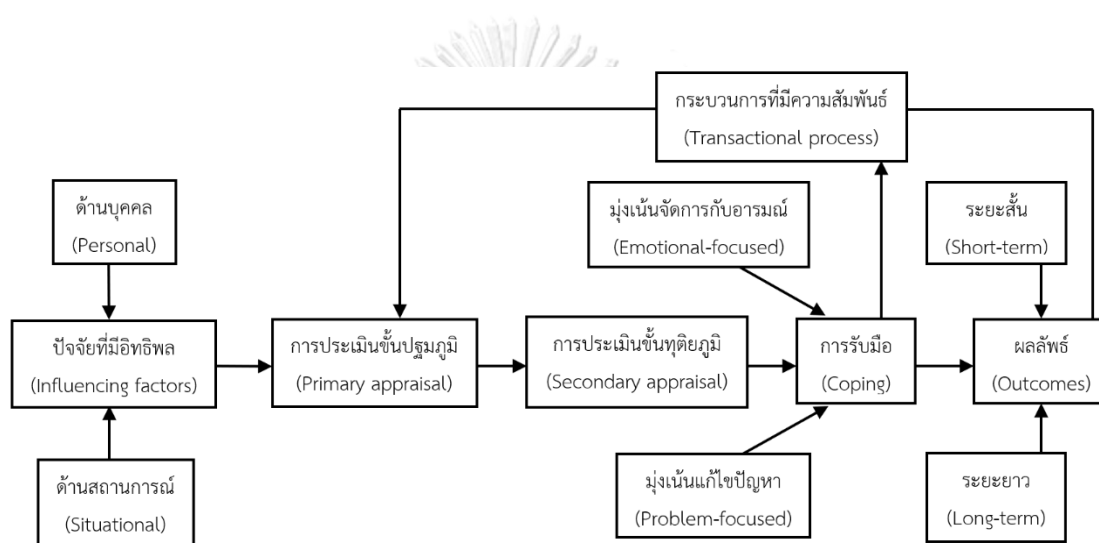 กระบวนการที่มีความสัมพันธ์
(Transactional process)
ด้านบุคคล
(Personal)
มุ่งเน้นจัดการกับอารมณ์
(Emotional-focused)
ระยะสั้น
(Short-term)
ปัจจัยที่มีอิทธิพล
(Influencing factors)
การประเมินขั้นปฐมภูมิ
(Primary appraisal)
การประเมินขั้นทุติยภูมิ
(Secondary appraisal)
การรับมือ
(Coping)
ผลลัพธ์
(Outcomes)
ด้านสถานการณ์
(Situational)
มุ่งเน้นแก้ไขปัญหา
(Problem-focused)
ระยะยาว
(Long-term)